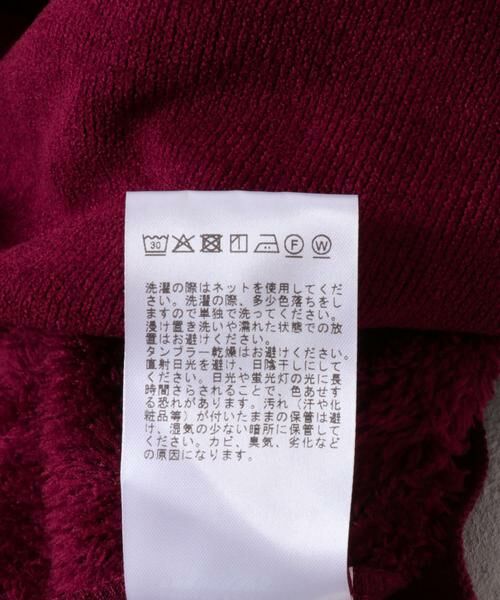 30 F W
洗濯の際はネットを使用してくだ
さい。洗濯の際、多少色落ちをし
ますので単独で洗ってください。
浸け置き洗いや濡れた状態での放
置はお避けください。
タンブラー乾燥はお避けください。
直射日光を避け、日陰干しにして
ください。日光や蛍光灯の光に長
時間さらされることで、色あせす
る恐れがあります。汚れ（汗や化
粧品等）が付いたままの保管は避
け、湿気の少ない暗所に保管して
ください。カビ、臭気、劣化など
の原因になります。